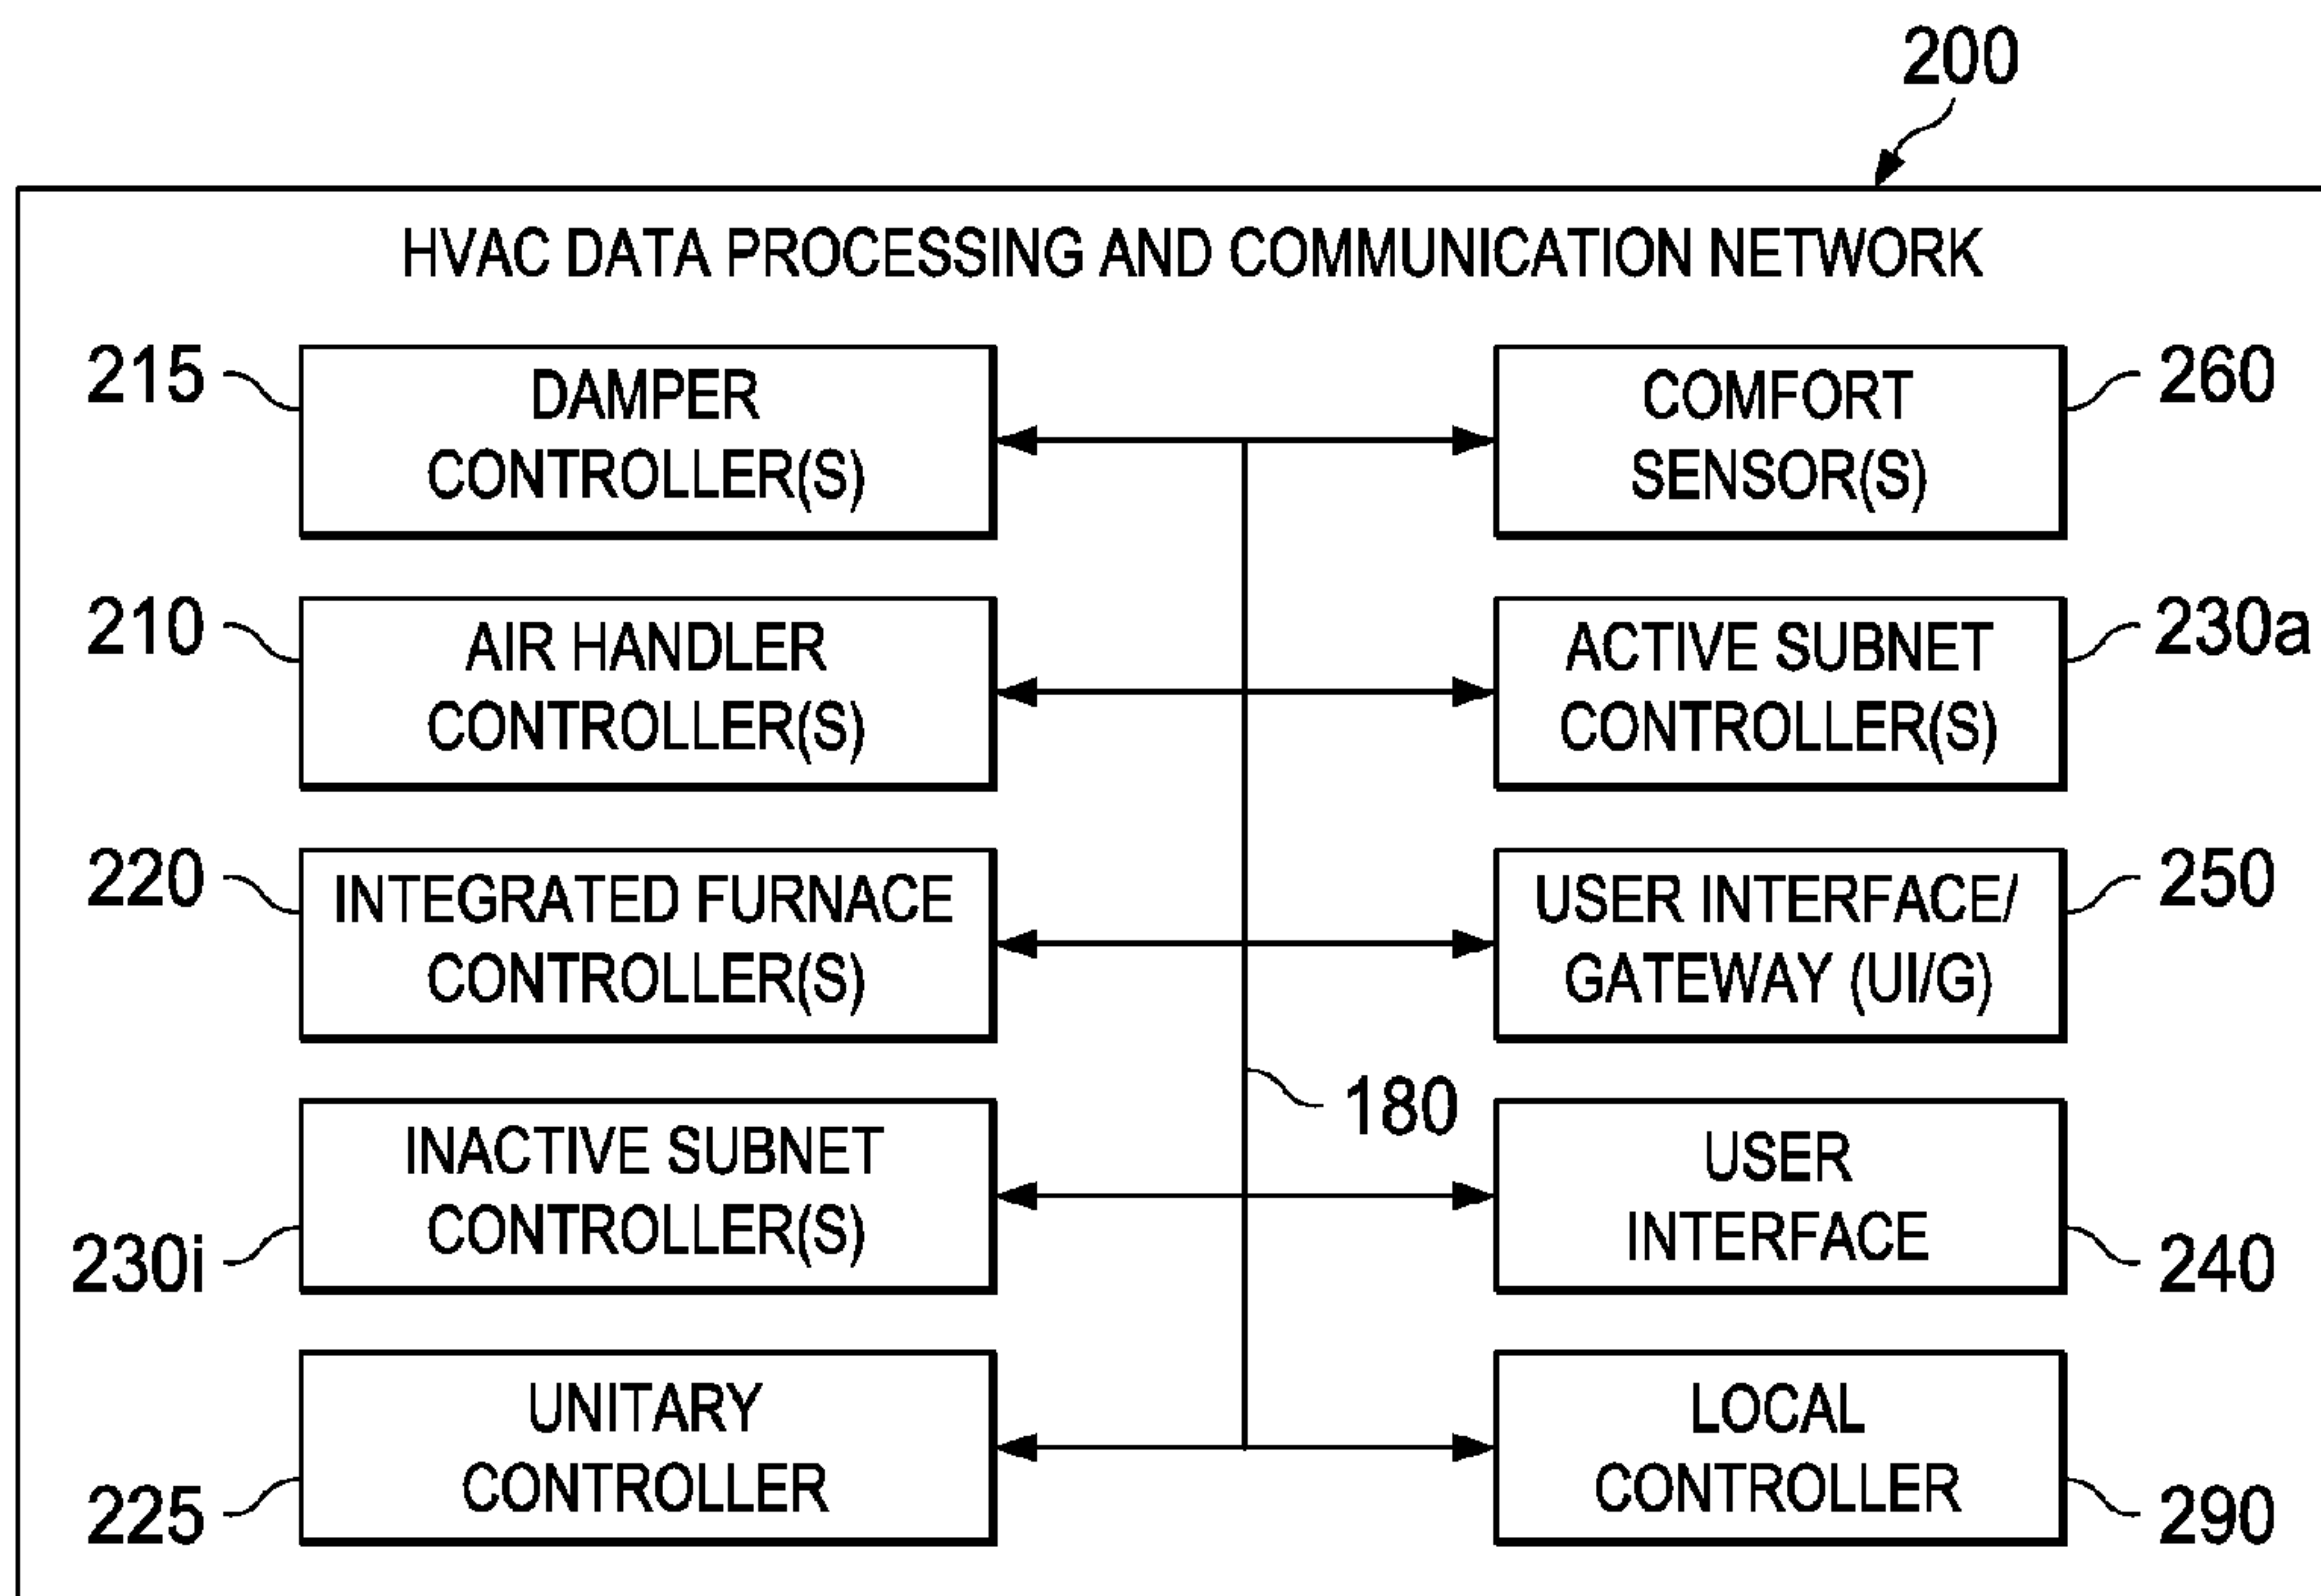 200
HVAC DATA PROCESSING AND COMMUNICATION NETWORK
215
DAMPER
CONTROLLER(S)
COMFORT
SENSOR(S)
260
210
AIR HANDLER
CONTROLLER(S)
ACTIVE SUBNET
CONTROLLER(S)
230a
220
INTEGRATED FURNACE
CONTROLLER(S)
USER INTERFACE/
GATEWAY (UI/G)
250
180
INACTIVE SUBNET
CONTROLLER(S)
230i
USER
INTERFACE
240
UNITARY
CONTROLLER
225
LOCAL
CONTROLLER
290